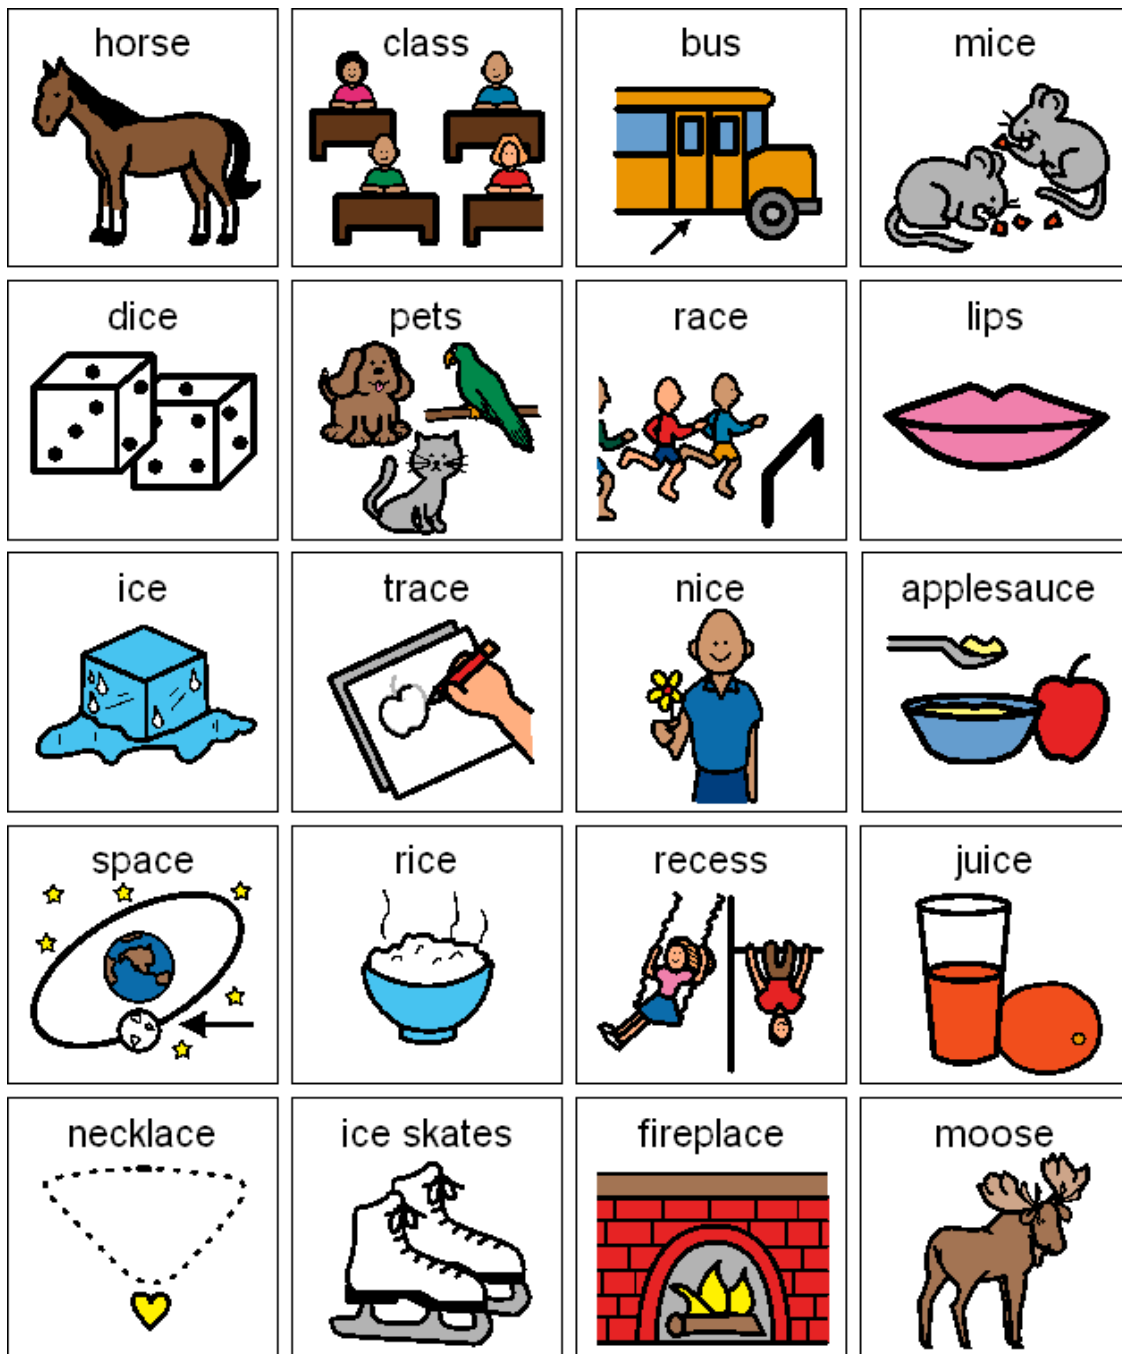 horse
class
bus
mice
dice
pets
race
lips
ice
trace
nice
applesauce
space
rice
recess
juice
necklace
ice skates
fireplace
moose